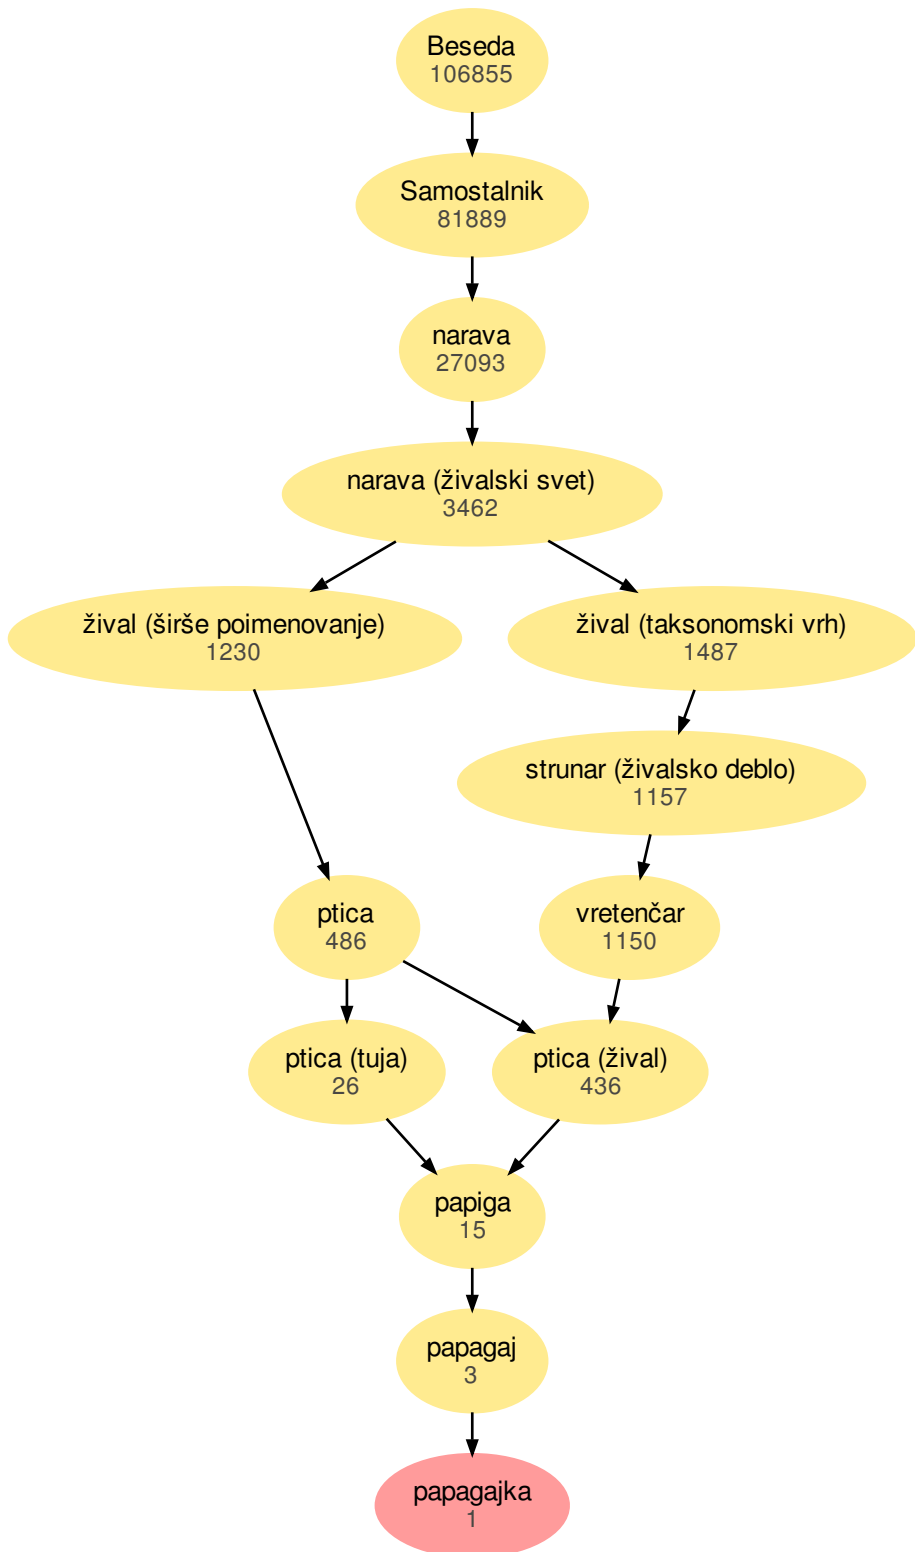 Beseda
106855
Samostalnik
81889
narava
27093
narava (živalski svet)
3462
žival (širše poimenovanje)
1230
žival (taksonomski vrh)
1487
strunar (živalsko deblo)
1157
ptica
486
vretenčar
1150
ptica (tuja)
26
ptica (žival)
436
papiga
15
papagaj
3
papagajka
1